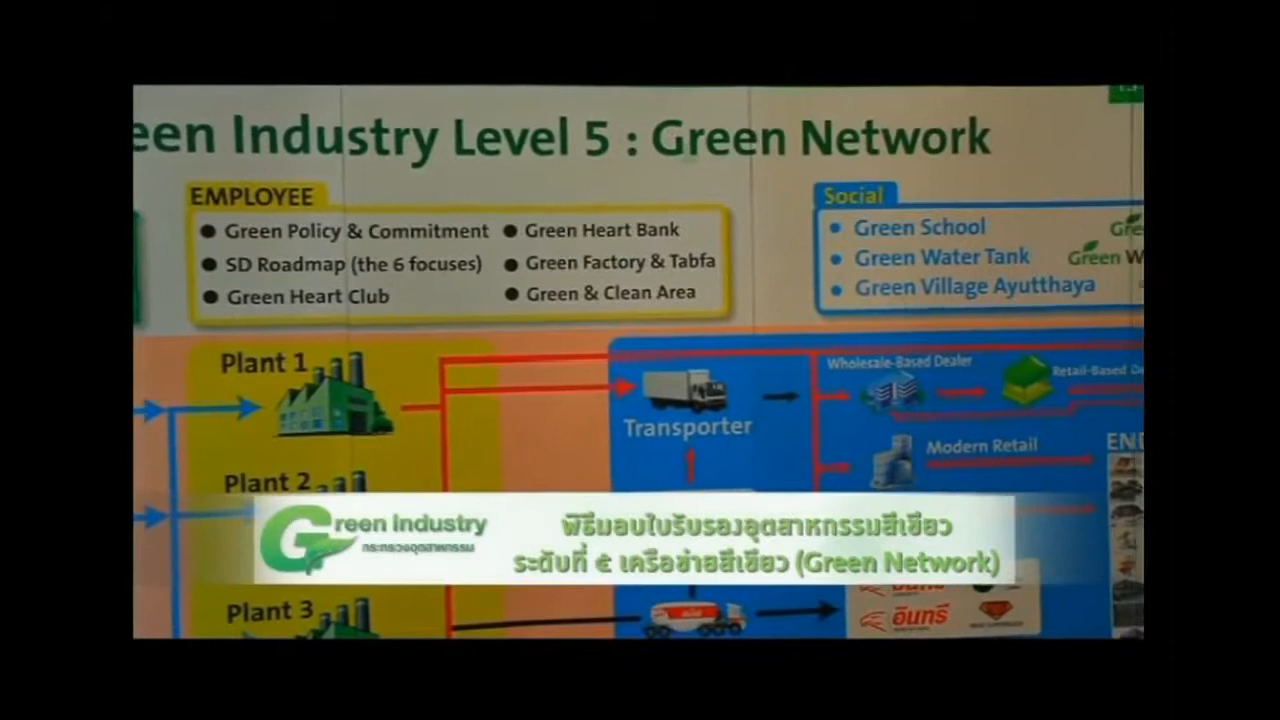 een Industry Level 5 : Green Network
EMPLOYEE
Green Policy & Commitment
SD Roadmap (the 6 focuses)
Green Heart Club
Green Heart Bank
Green Factory & Tabfa
Green & Clean Area
Social
Green School
Green Water Tank
Green Village Ayutthaya
Gre
Green W
Plant 1
Plant 2
Plant 3
Transporter
Wholesale-Based Dealer
Retail-Based De
Modern Retail
END
Green Industry
กระทรวงอุตสาหกรรม
พิธีมอบใบรับรองอุตสาหกรรมสีเขียว
ระดับที่ ๕ เครือข่ายสีเขียว (Green Network)
อินทรี